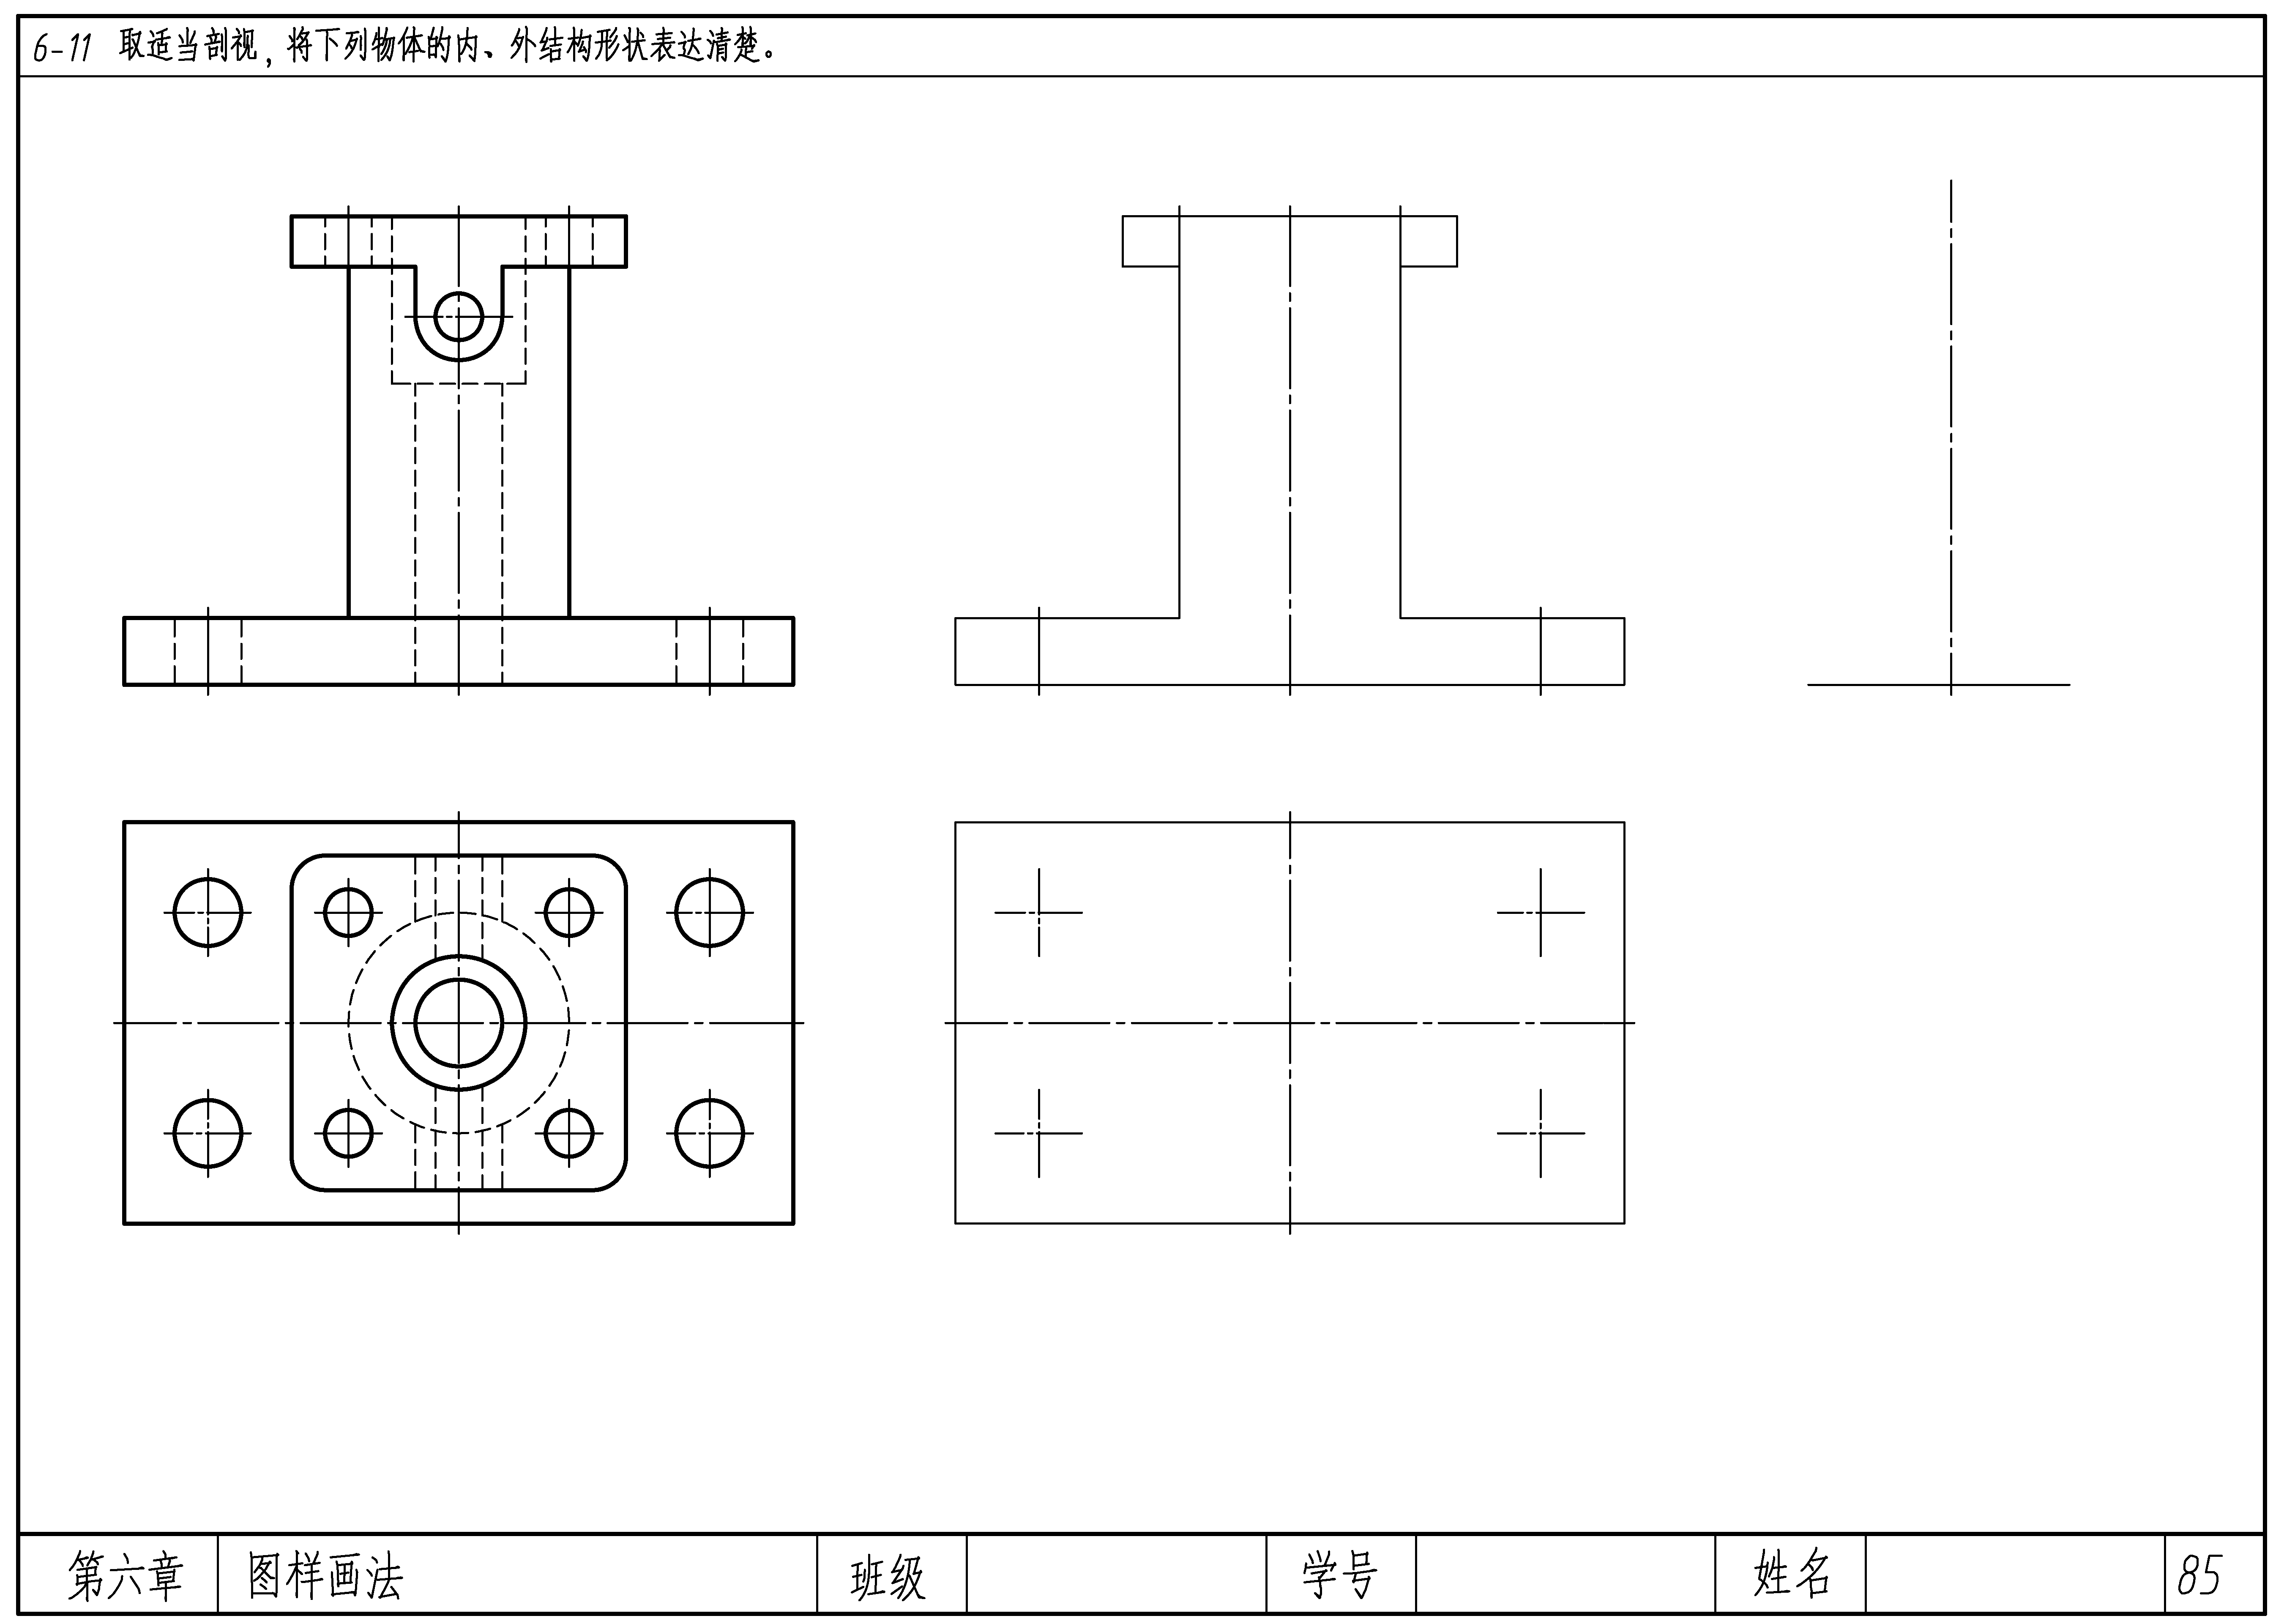 6-11 取适当剖视，将下列物体的内、外结构形状表达清楚。
第六章 图样画法 班级 学号 姓名 85